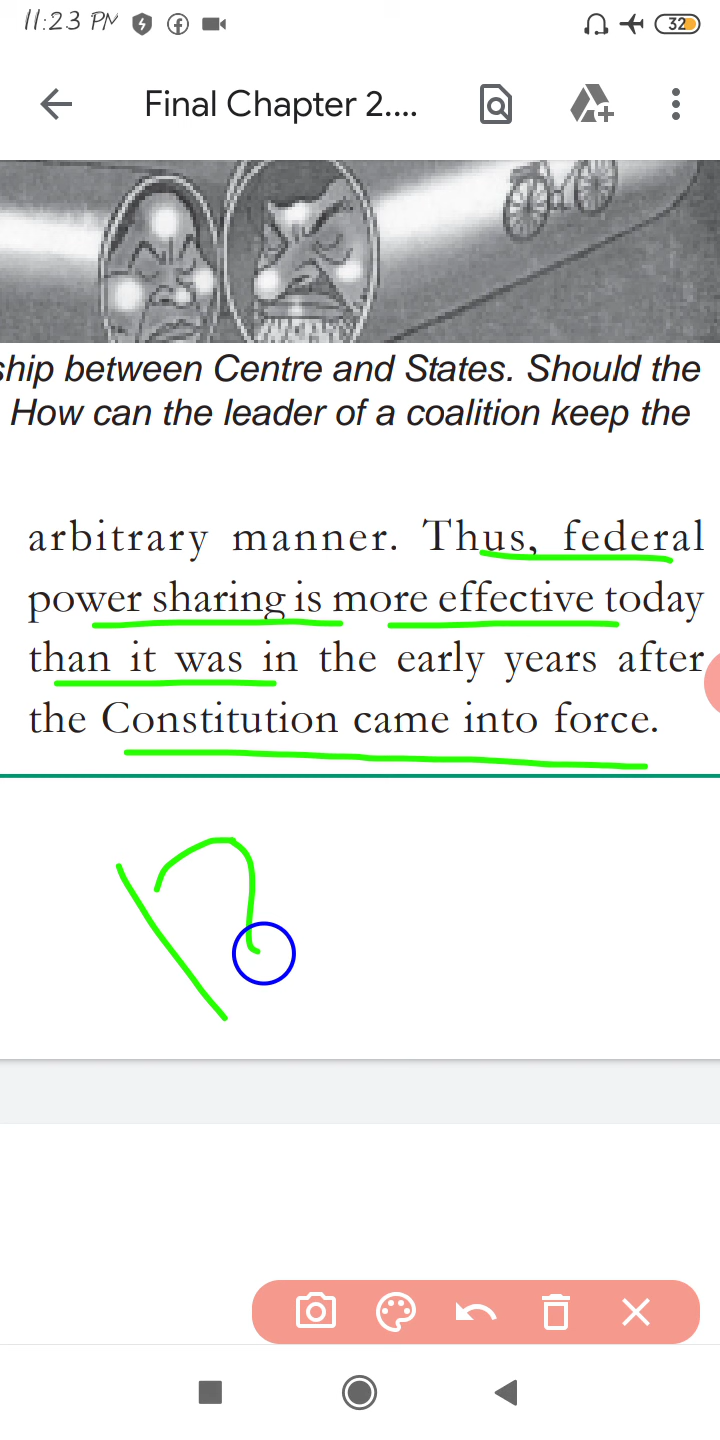 11:23 PM
32
Final Chapter 2....
ship between Centre and States. Should the
How can the leader of a coalition keep the
arbitrary manner. Thus, federal
power sharing is more effective today
than it was in the early years after
the Constitution came into force.